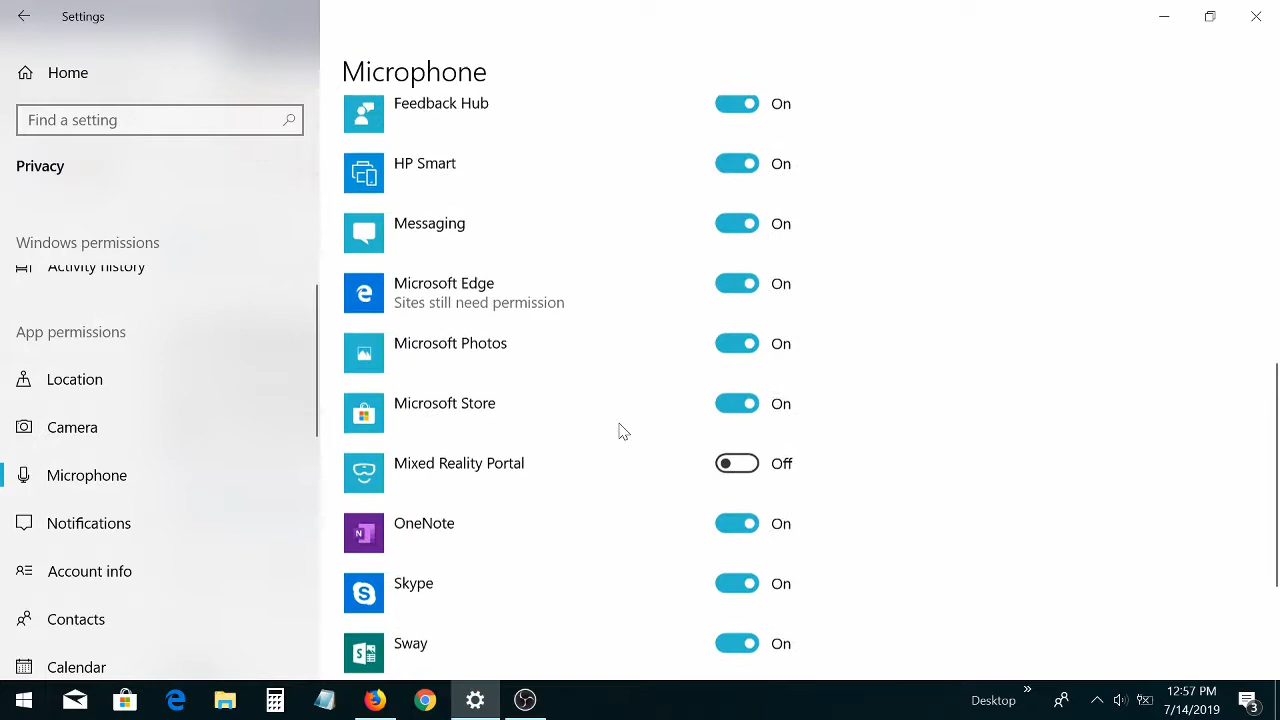 Settings
Home
Find a setting
Privacy
Windows permissions
Activity history
App permissions
Location
Camera
Microphone
Notifications
Account info
Contacts
Calendar
Microphone
Feedback Hub On
HP Smart On
Messaging On
Microsoft Edge On
Sites still need permission
Microsoft Photos On
Microsoft Store On
Mixed Reality Portal Off
OneNote On
Skype On
Sway On
Desktop
12:57 PM
7/14/2019
3